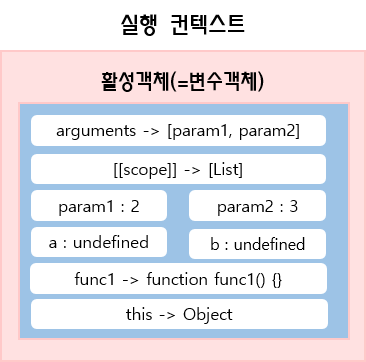 실행 컨텍스트
활성객체(=변수객체)
arguments -> [param1, param2]
[[scope]] -> [List]
param1 : 2
param2 : 3
a : undefined
b : undefined
func1 -> function func1() {}
this -> Object